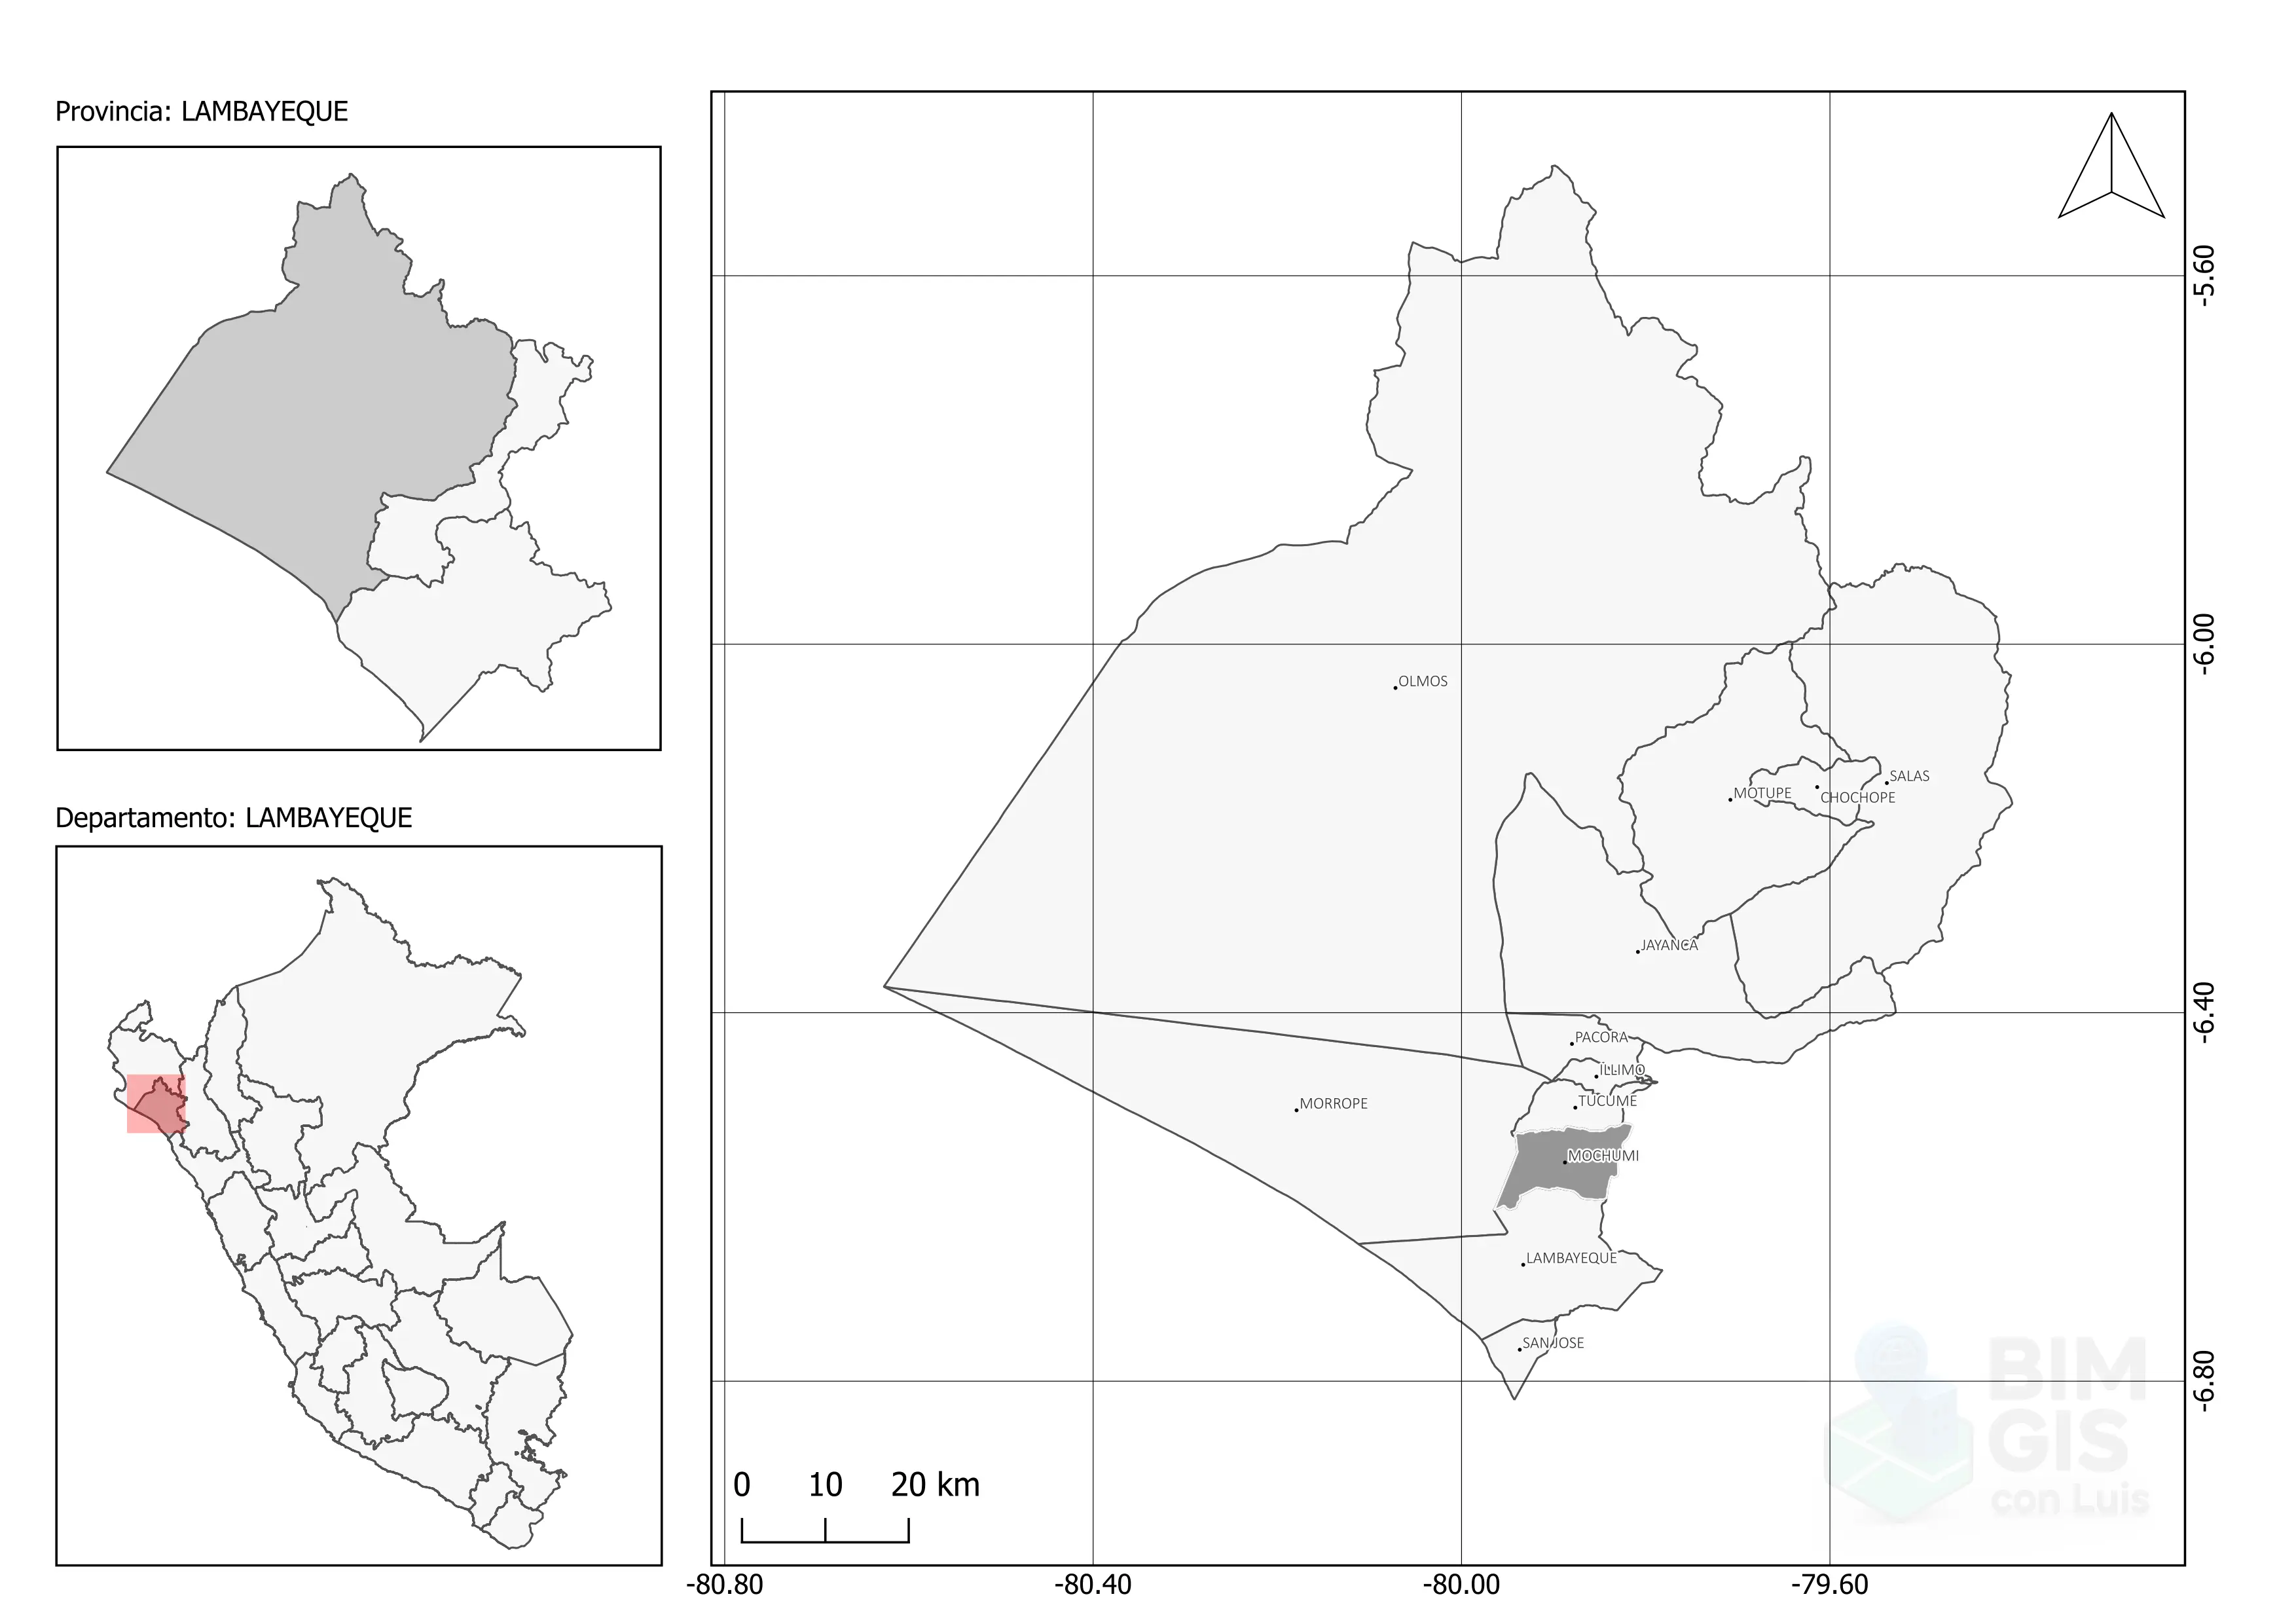 Provincia: LAMBAYEQUE
Departamento: LAMBAYEQUE
OLMOS
SALAS
MOTUPE
CHOCHOPE
JAYANCA
PACORA
ILLIMO
TUCUME
MORROPE
MOCHUMI
LAMBAYEQUE
SAN JOSE
-5.60
-6.00
-6.40
-6.80
0 10 20 km
-80.80 -80.40 -80.00 -79.60
BIM
GIS
con Luis